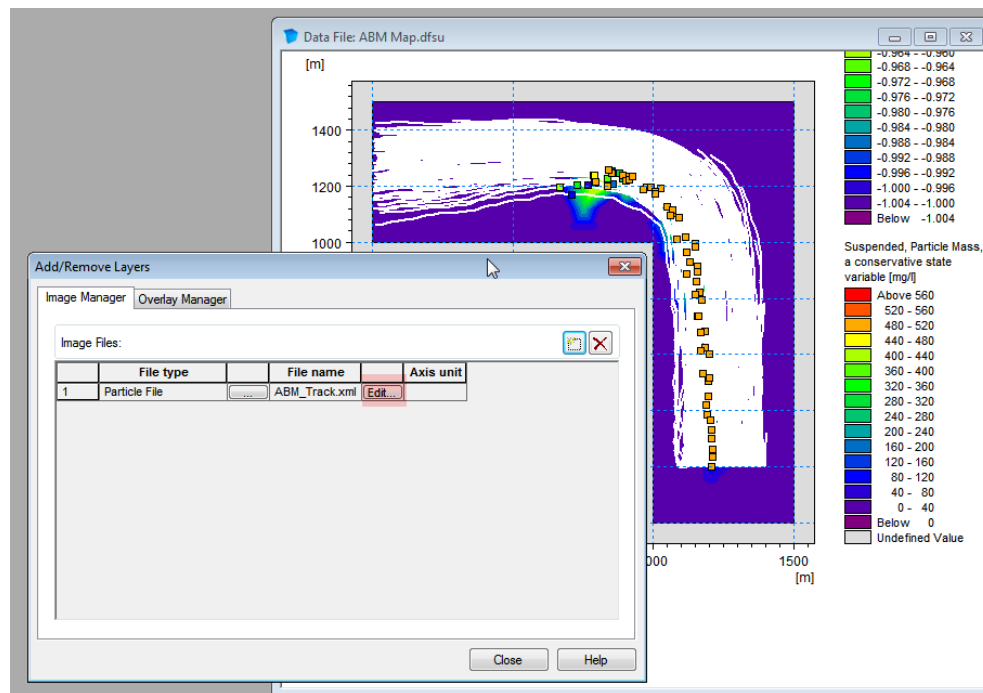 Data File: ABM Map.dfsu
[m]
1400
1200
1000
000
1500
[m]
-0.964 - -0.960
-0.968 - -0.964
-0.972 - -0.968
-0.976 - -0.972
-0.980 - -0.976
-0.984 - -0.980
-0.988 - -0.984
-0.992 - -0.988
-0.996 - -0.992
-1.000 - -0.996
-1.004 - -1.000
Below -1.004
Suspended, Particle Mass,
a conservative state
variable [mg/l]
Above 560
520 - 560
480 - 520
440 - 480
400 - 440
360 - 400
320 - 360
280 - 320
240 - 280
200 - 240
160 - 200
120 - 160
80 - 120
40 - 80
0 - 40
Below 0
Undefined Value
Add/Remove Layers
Image Manager Overlay Manager
Image Files:
File type File name Axis unit
1 Particle File ... ABM_Track.xml Edit...
Close Help